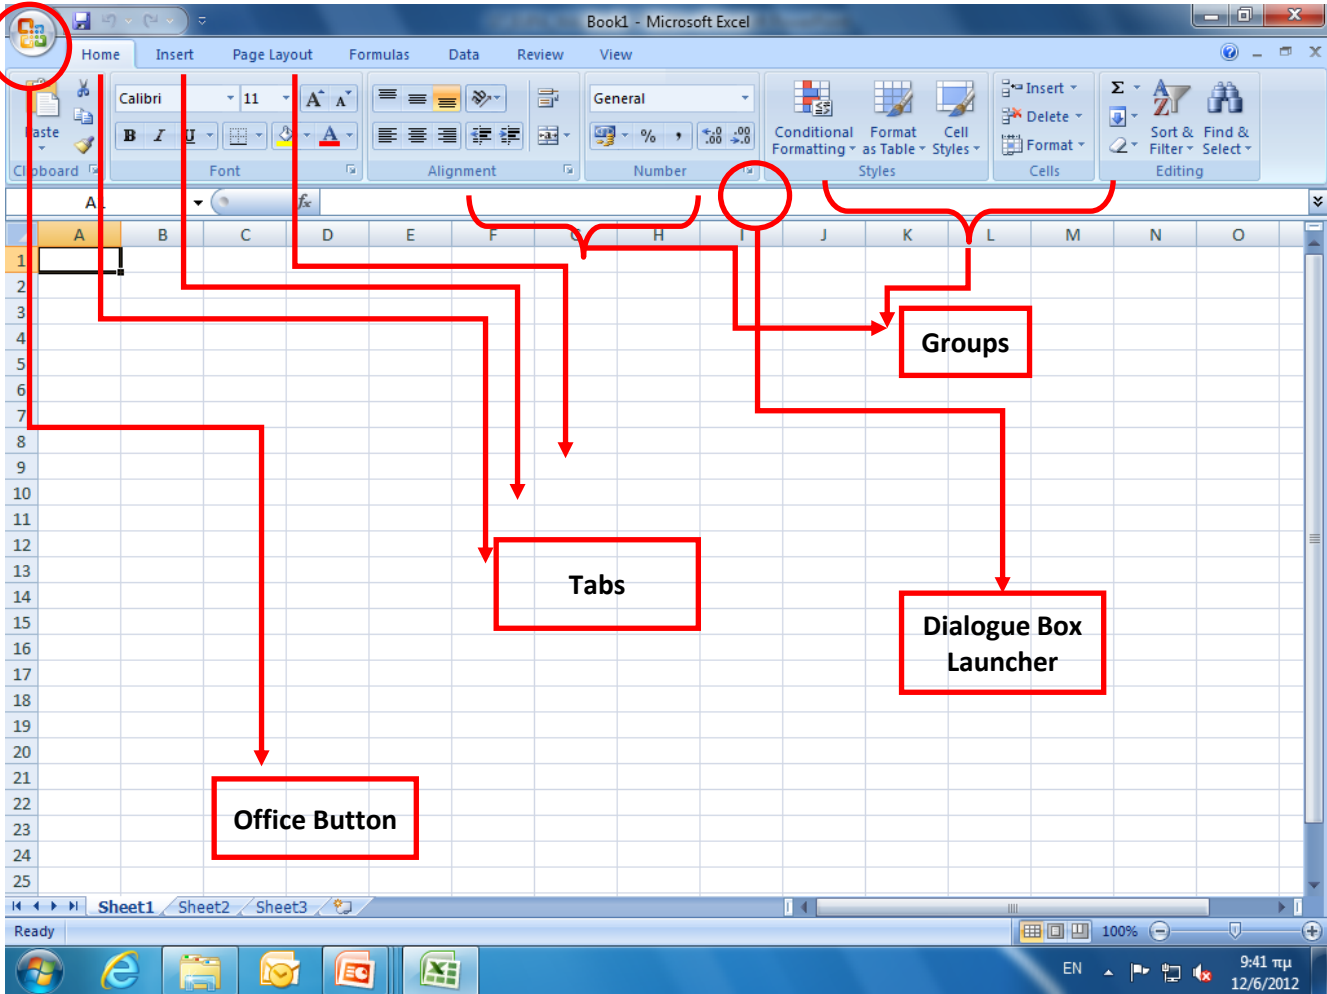 Book1 - Microsoft Excel
Home Insert Page Layout Formulas Data Review View
Calibri 11 General
Paste
B I U A % , Conditional Formatting Format as Table Cell Styles
Insert
Delete
Format
Σ Sort & Filter Find & Select
Clipboard Font Alignment Number Styles Cells Editing
A1 fx
A B C D E F G H I J K L M N O
1
2
3
4
Groups
5
6
7
8
9
10
11
12
13
Tabs
14
15
Dialogue Box
16
Launcher
17
18
19
20
21
22
Office Button
23
24
25
Sheet1 Sheet2 Sheet3
Ready 100%
EN 9:41 πμ
12/6/2012